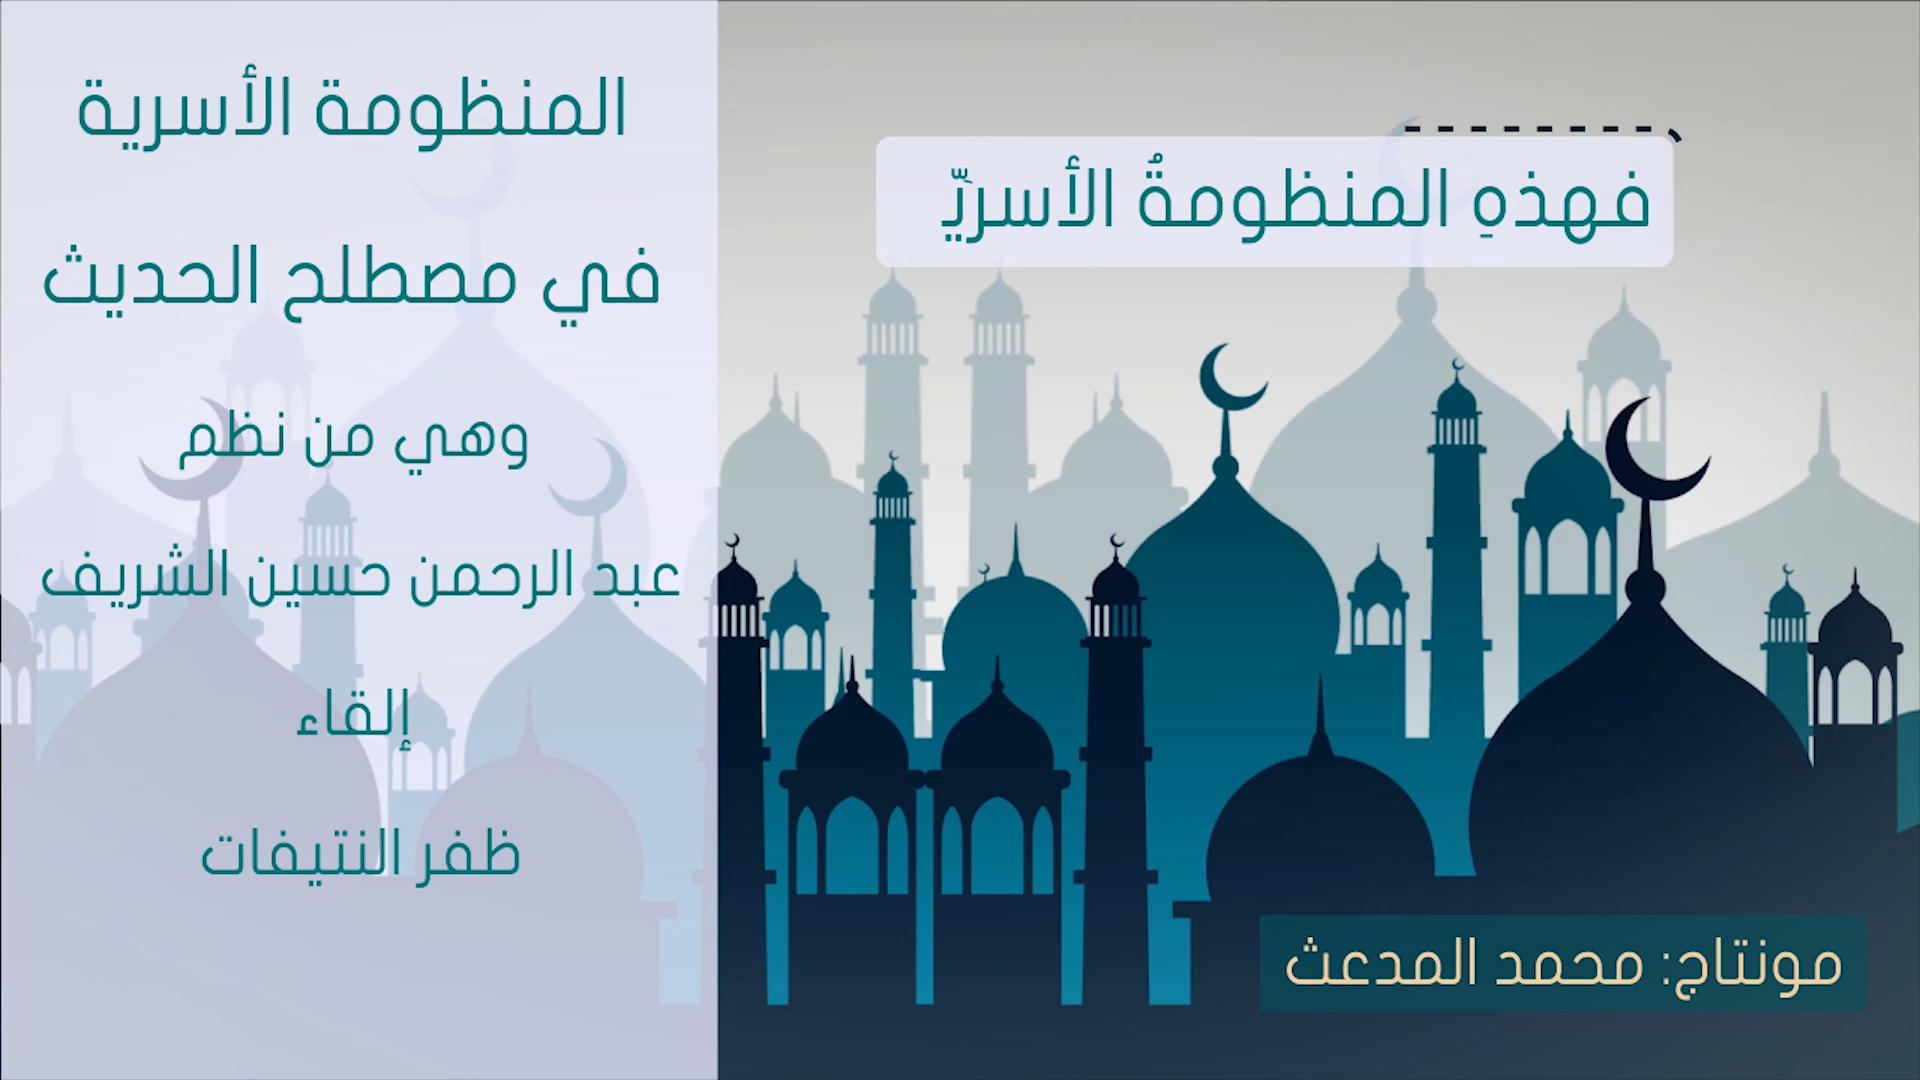 المنظومة الأسرية
في مصطلح الحديث
وهي من نظم
عبد الرحمن حسين الشريف
إلقاء
ظفر النتيفات
فهذهِ المنظومةُ الأسريّ
مونتاج: محمد المدعث